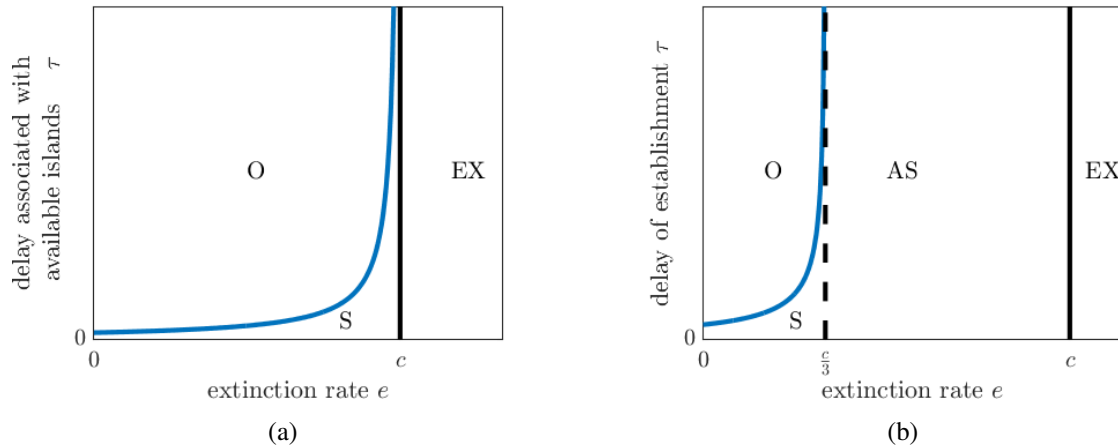 delay associated with
available islands τ
O
EX
S
0
0
c
extinction rate e
(a)
delay of establishment τ
O
AS
EX
S
0
0
c/3
c
extinction rate e
(b)